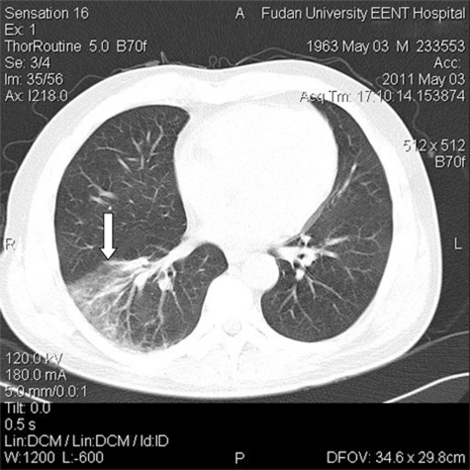 Sensation 16
Ex: 1
ThorRoutine 5.0 B70f
Se: 3/4
Im: 35/56
Ax: I218.0
A
Fudan University EENT Hospital
1963 May 03 M 233553
Acc:
2011 May 03
Acq Tm: 17:10:14.153874
512 x 512
B70f
R
L
120.0 kV
180.0 mA
5.0 mm/0.0:1
Tilt: 0.0
0.5 s
Lin:DCM / Lin:DCM / Id:ID
W:1200 L:-600
P
DFOV: 34.6 x 29.8cm